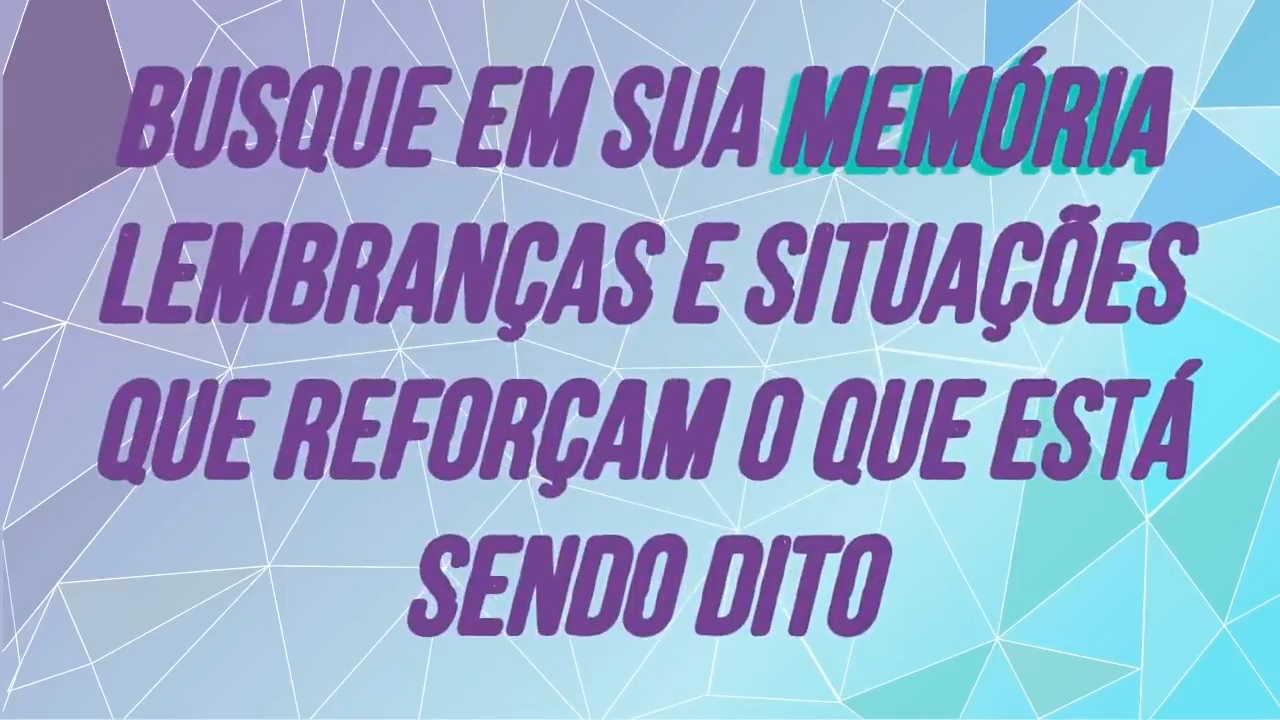 BUSQUE EM SUA MEMÓRIA
LEMBRANÇAS E SITUAÇÕES
QUE REFORÇAM O QUE ESTÁ
SENDO DITO